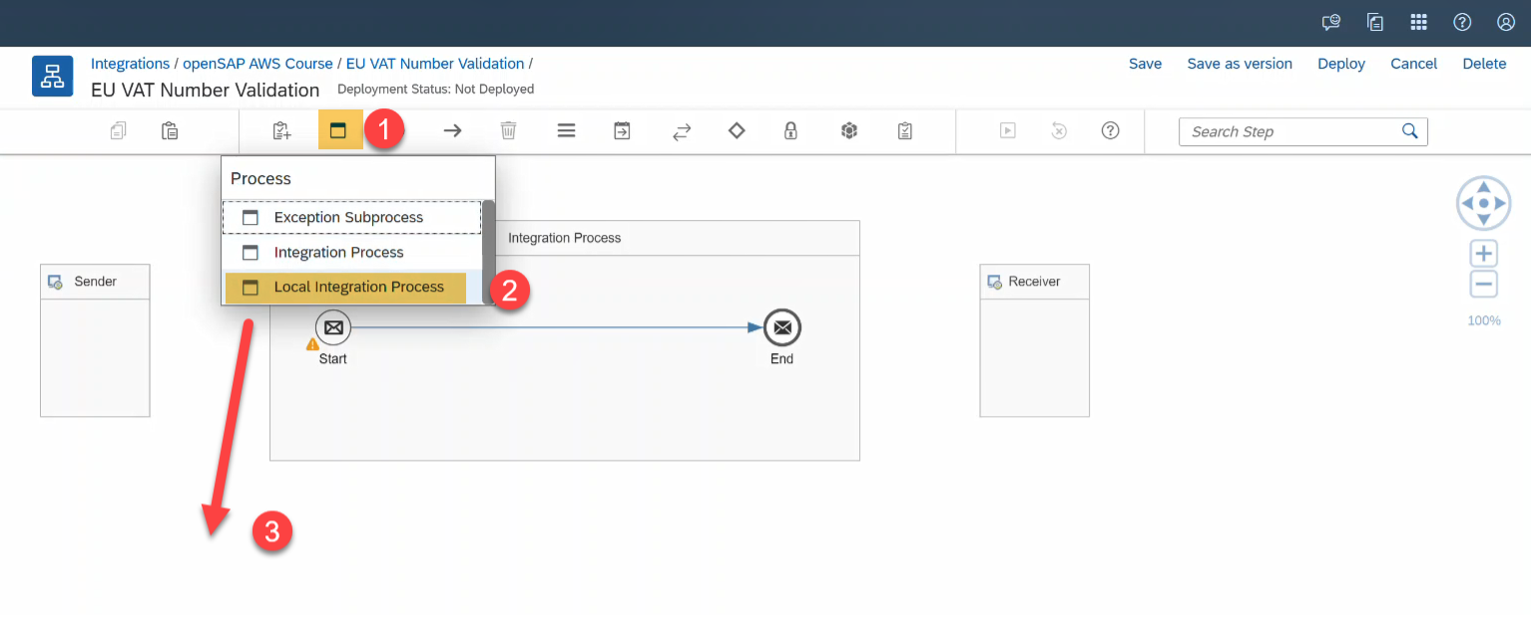 Integrations / openSAP AWS Course / EU VAT Number Validation /
EU VAT Number Validation Deployment Status: Not Deployed
Save Save as version Deploy Cancel Delete
1
Search Step
Process
Exception Subprocess
Integration Process
Local Integration Process
2
Integration Process
Sender
Start
End
Receiver
100%
3